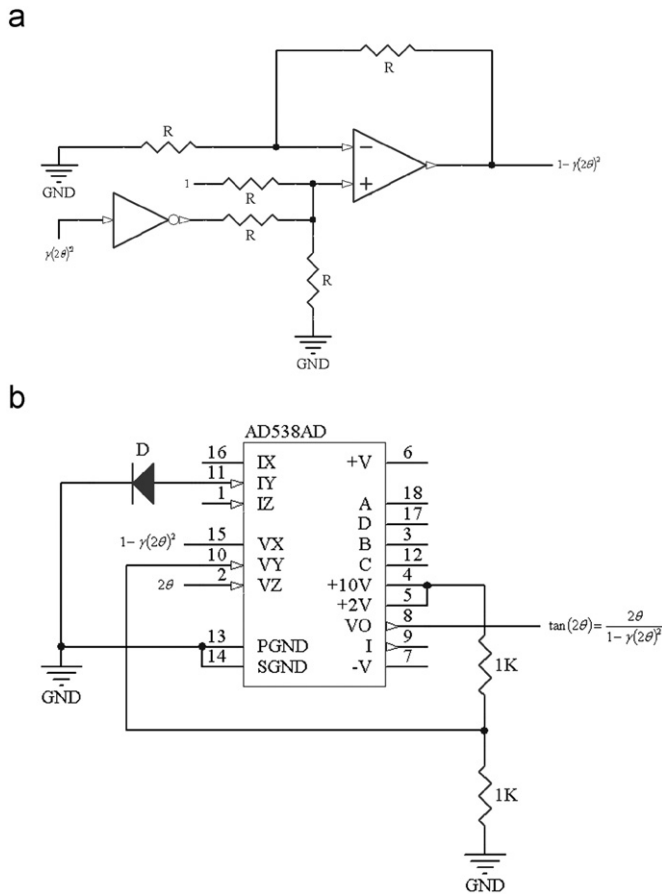 a
R
R
GND
1
R
1−γ(2θ)²
R
γ(2θ)²
R
GND
b
AD538AD
D
16 IX +V 6
11 IY
1 IZ A 18
D 17
1−γ(2θ)² 15 VX B 3
10 VY C 12
2θ 2 VZ +10V 4
+2V 5
VO 8 tan(2θ)= 2θ / 1−γ(2θ)²
13 PGND I 9
14 SGND -V 7
1K
GND
1K
GND